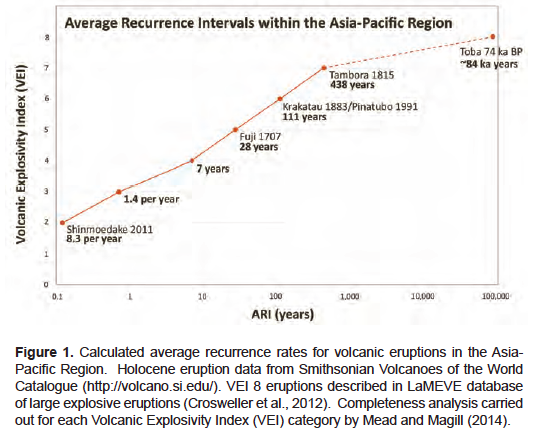 Average Recurrence Intervals within the Asia-Pacific Region
Volcanic Explosivity Index (VEI)
8
7
6
5
4
3
2
1
0
Toba 74 ka BP
~84 ka years
Tambora 1815
438 years
Krakatau 1883/Pinatubo 1991
111 years
Fuji 1707
28 years
7 years
1.4 per year
Shinmoedake 2011
8.3 per year
0.1 1 10 100 1,000 10,000 100,000
ARI (years)
Figure 1. Calculated average recurrence rates for volcanic eruptions in the Asia-
Pacific Region. Holocene eruption data from Smithsonian Volcanoes of the World
Catalogue (http://volcano.si.edu/). VEI 8 eruptions described in LaMEVE database
of large explosive eruptions (Crosweller et al., 2012). Completeness analysis carried
out for each Volcanic Explosivity Index (VEI) category by Mead and Magill (2014).